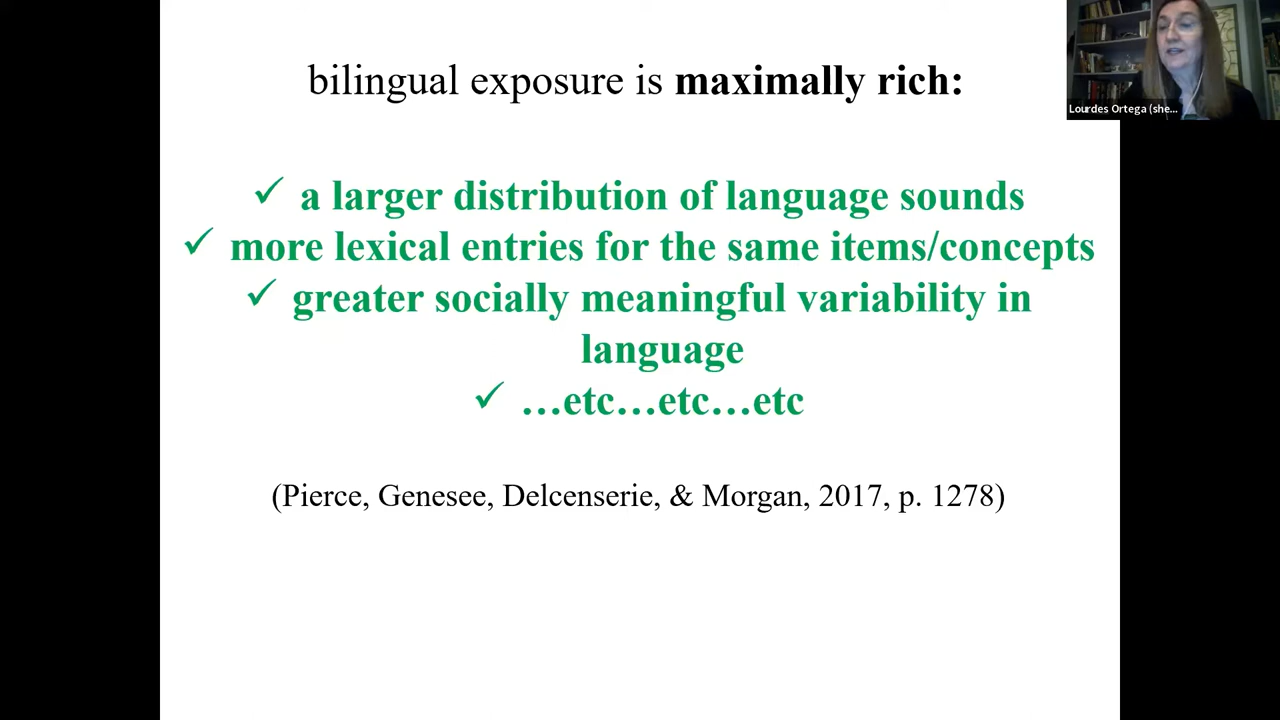 bilingual exposure is maximally rich:
Lourdes Ortega (she...
✓ a larger distribution of language sounds
✓ more lexical entries for the same items/concepts
✓ greater socially meaningful variability in
language
✓ …etc…etc…etc
(Pierce, Genesee, Delcenserie, & Morgan, 2017, p. 1278)